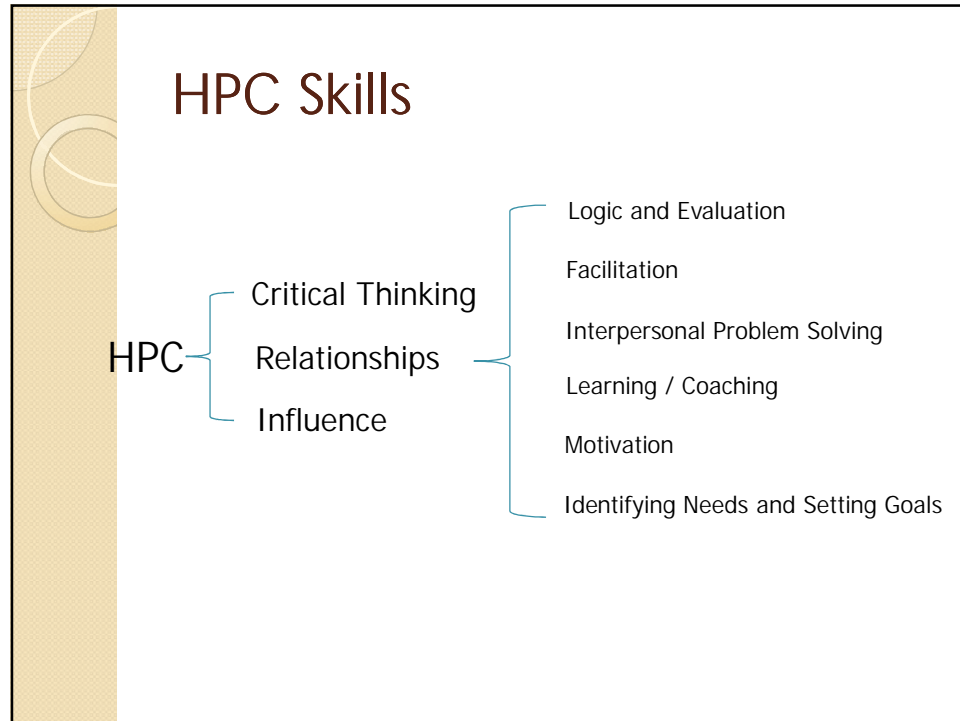 HPC Skills
HPC
Critical Thinking
Relationships
Influence
Logic and Evaluation
Facilitation
Interpersonal Problem Solving
Learning / Coaching
Motivation
Identifying Needs and Setting Goals